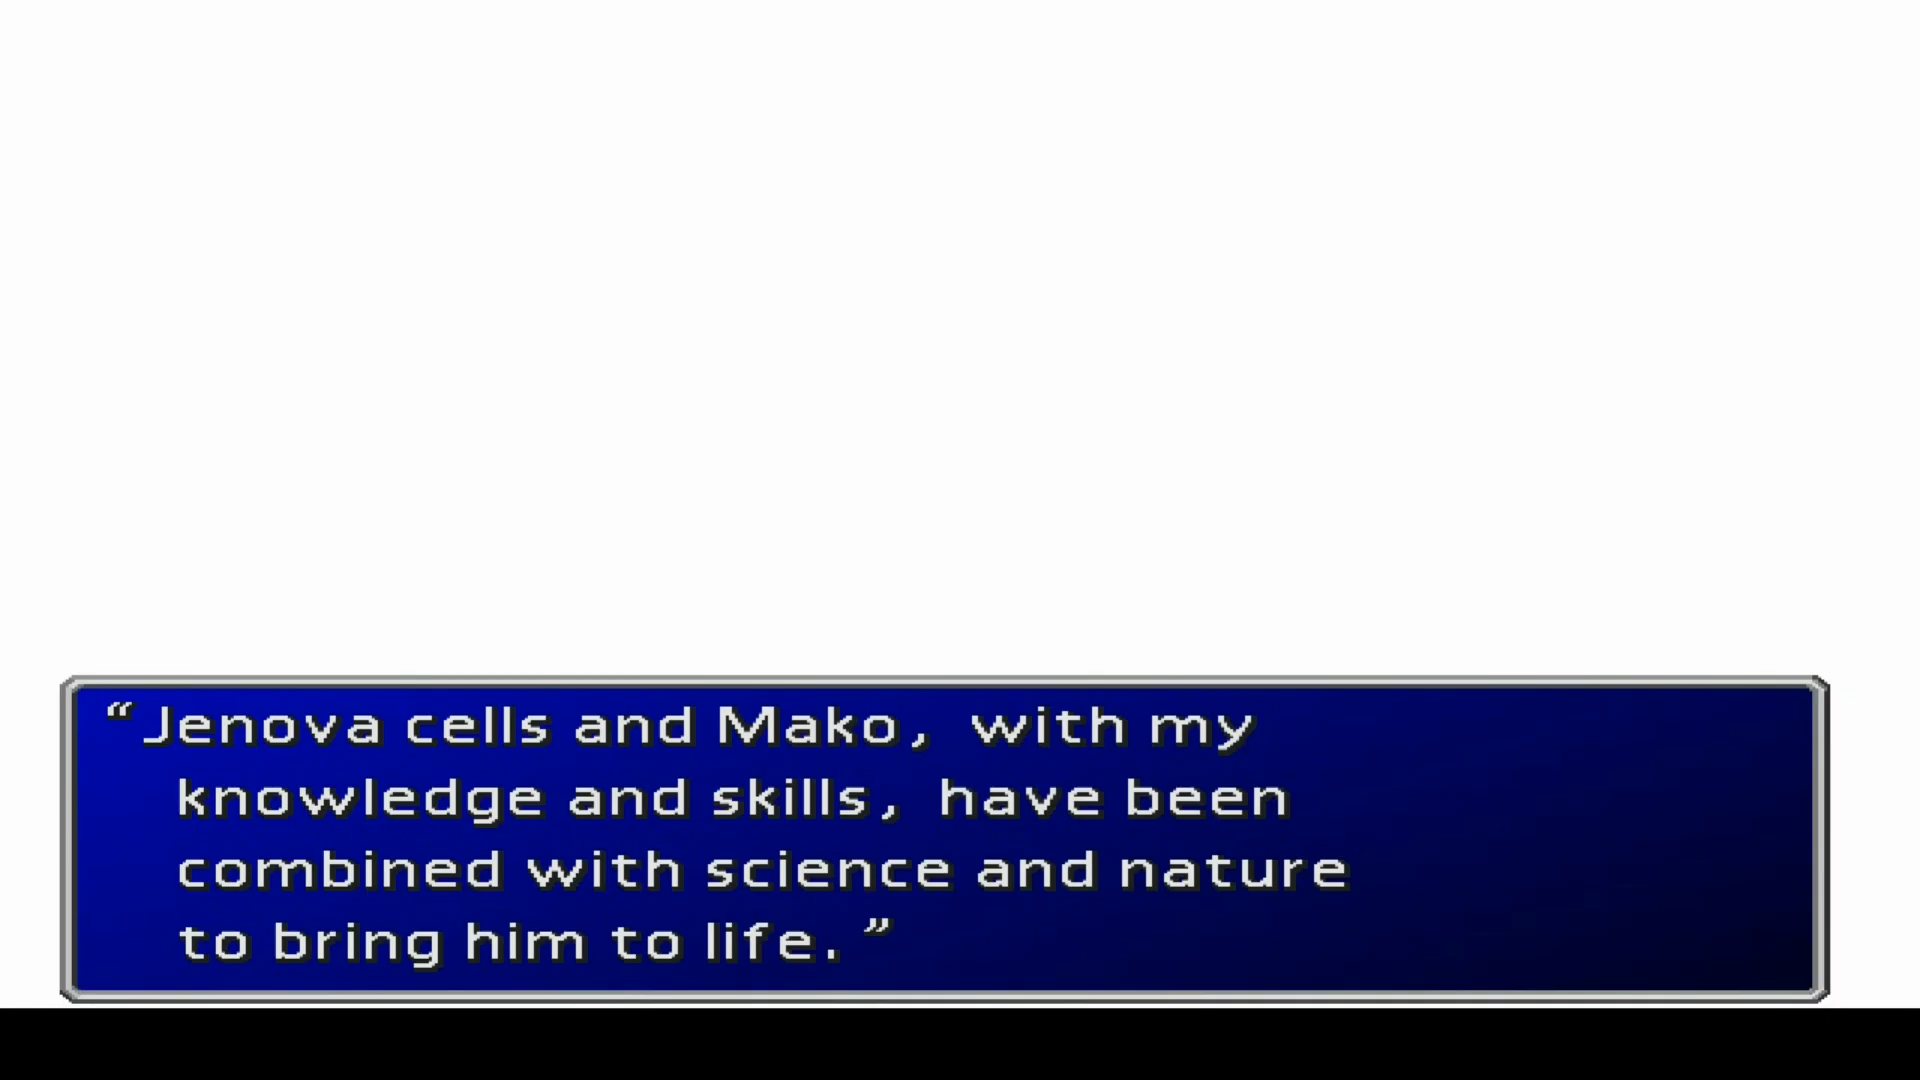 “Jenova cells and Mako, with my
knowledge and skills, have been
combined with science and nature
to bring him to life.”